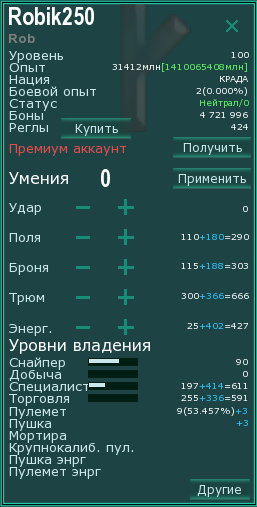 Robik250
Rob
Уровень 100
Опыт 31412млн[1410065408млн]
Нация КРАДА
Боевой опыт 2(0.000%)
Статус Нейтрал/0
Боны 4 721 996
Реглы Купить 424
Премиум аккаунт Получить
Умения 0 Применить
Удар − + 0
Поля − + 110+180=290
Броня − + 115+188=303
Трюм − + 300+366=666
Энерг. − + 25+402=427
Уровни владения
Снайпер 90
Добыча 0
Специалист 197+414=611
Торговля 255+336=591
Пулемет 9(53.457%)+3
Пушка +3
Мортира
Крупнокалиб. пул.
Пушка энрг
Пулемет энрг
Другие